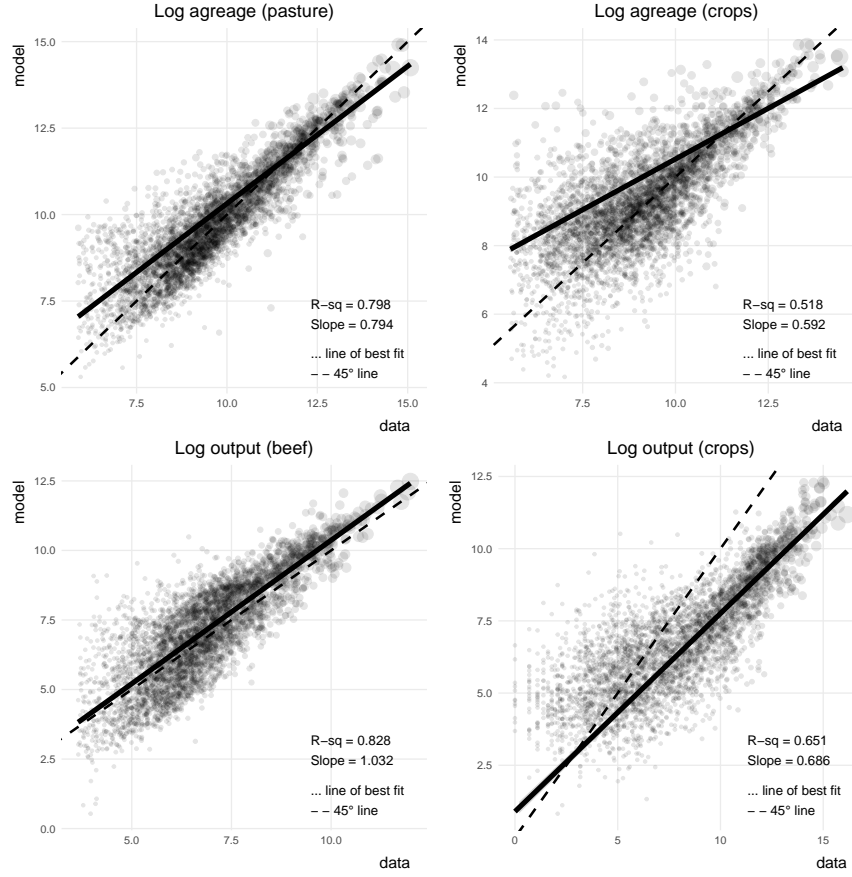 Log agreage (pasture)
model
15.0
12.5
10.0
7.5
5.0
R−sq = 0.798
Slope = 0.794
... line of best fit
− − 45° line
7.5 10.0 12.5 15.0
data
Log agreage (crops)
model
14
12
10
8
6
4
R−sq = 0.518
Slope = 0.592
... line of best fit
− − 45° line
7.5 10.0 12.5
data
Log output (beef)
model
12.5
10.0
7.5
5.0
2.5
0.0
R−sq = 0.828
Slope = 1.032
... line of best fit
− − 45° line
5.0 7.5 10.0
data
Log output (crops)
model
12.5
10.0
7.5
5.0
2.5
R−sq = 0.651
Slope = 0.686
... line of best fit
− − 45° line
0 5 10 15
data